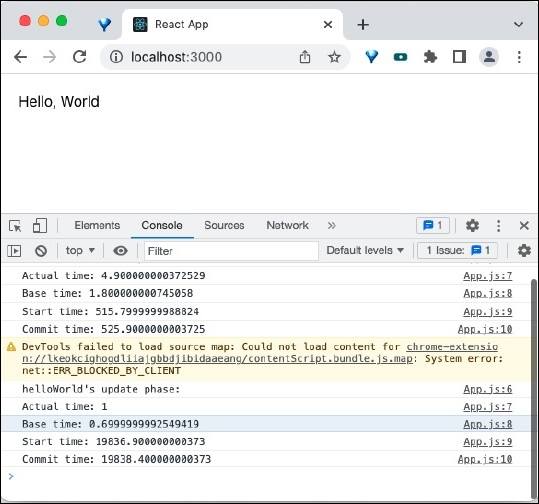 React App
localhost:3000
Hello, World
Elements Console Sources Network » 1
top Filter Default levels 1 Issue: 1
Actual time: 4.900000000372529 App.js:7
Base time: 1.800000000745058 App.js:8
Start time: 515.7999999988824 App.js:9
Commit time: 525.9000000003725 App.js:10
DevTools failed to load source map: Could not load content for chrome-extensio
n://lkeokcighogdliiajgbbdjibidaaeang/contentScript.bundle.js.map: System error:
net::ERR_BLOCKED_BY_CLIENT
helloWorld's update phase: App.js:6
Actual time: 1 App.js:7
Base time: 0.6999999992549419 App.js:8
Start time: 19836.900000000373 App.js:9
Commit time: 19838.400000000373 App.js:10